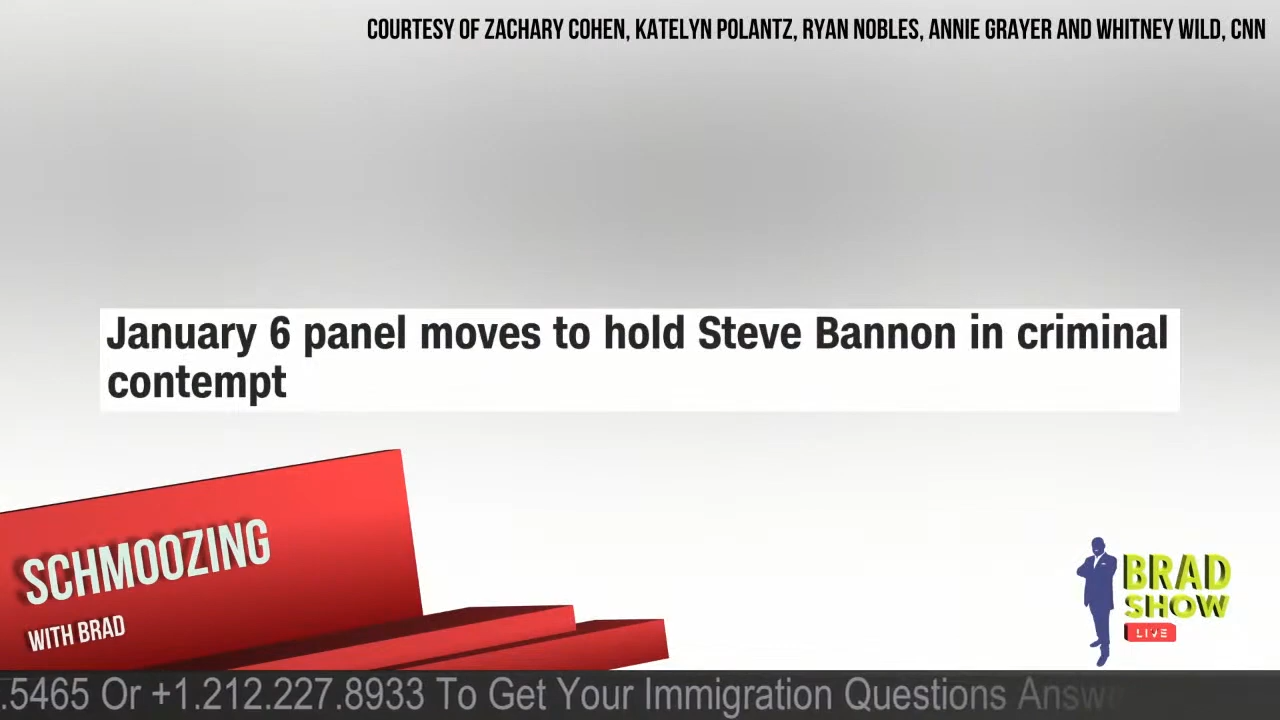 COURTESY OF ZACHARY COHEN, KATELYN POLANTZ, RYAN NOBLES, ANNIE GRAYER AND WHITNEY WILD, CNN
January 6 panel moves to hold Steve Bannon in criminal
contempt
SCHMOOZING
WITH BRAD
BRAD
SHOW
LIVE
.5465 Or +1.212.227.8933 To Get Your Immigration Questions Answe